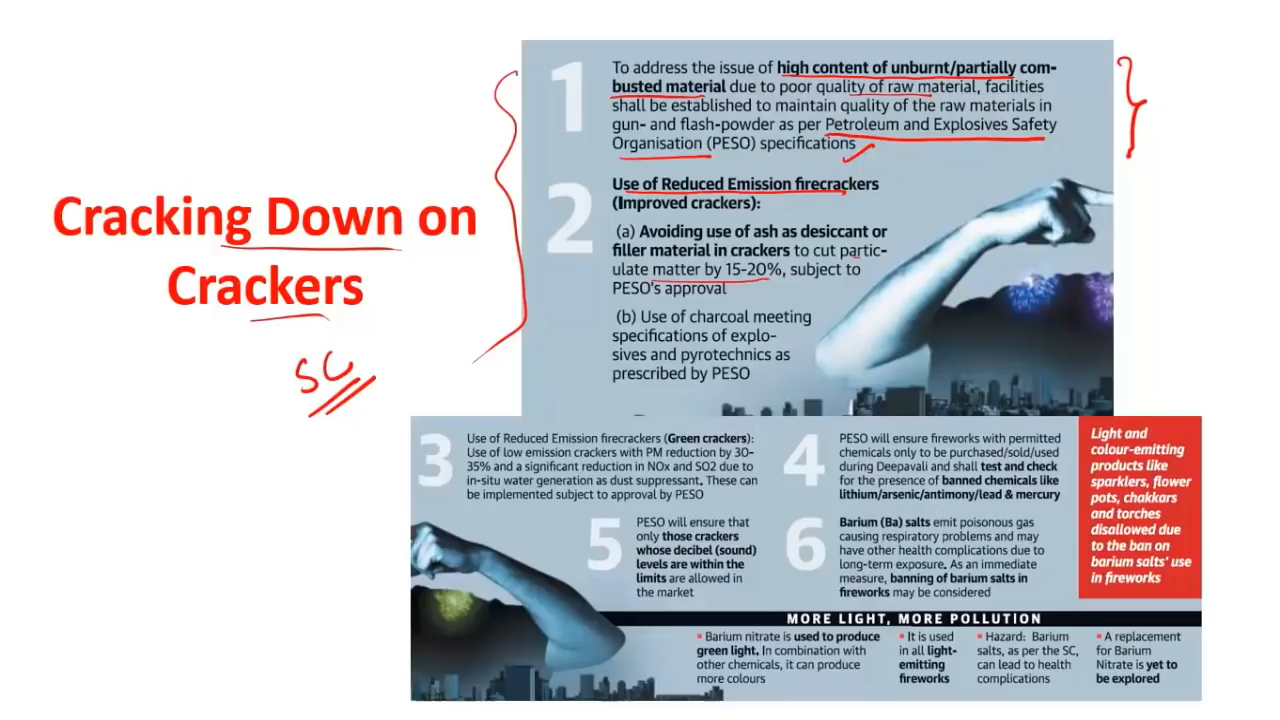 Cracking Down on
Crackers
SC
1
To address the issue of high content of unburnt/partially com-
busted material due to poor quality of raw material, facilities
shall be established to maintain quality of the raw materials in
gun- and flash-powder as per Petroleum and Explosives Safety
Organisation (PESO) specifications
2
Use of Reduced Emission firecrackers
(Improved crackers):
(a) Avoiding use of ash as desiccant or
filler material in crackers to cut partic-
ulate matter by 15-20%, subject to
PESO's approval
(b) Use of charcoal meeting
specifications of explo-
sives and pyrotechnics as
prescribed by PESO
3
Use of Reduced Emission firecrackers (Green crackers):
Use of low emission crackers with PM reduction by 30-
35% and a significant reduction in NOx and SO2 due to
in-situ water generation as dust suppressant. These can
be implemented subject to approval by PESO
4
PESO will ensure fireworks with permitted
chemicals only to be purchased/sold/used
during Deepavali and shall test and check
for the presence of banned chemicals like
lithium/arsenic/antimony/lead & mercury
5
PESO will ensure that
only those crackers
whose decibel (sound)
levels are within the
limits are allowed in
the market
6
Barium (Ba) salts emit poisonous gas
causing respiratory problems and may
have other health complications due to
long-term exposure. As an immediate
measure, banning of barium salts in
fireworks may be considered
Light and
colour-emitting
products like
sparklers, flower
pots, chakkars
and torches
disallowed due
to the ban on
barium salts' use
in fireworks
MORE LIGHT, MORE POLLUTION
Barium nitrate is used to produce
green light. In combination with
other chemicals, it can produce
more colours
It is used
in all light-
emitting
fireworks
Hazard: Barium
salts, as per the SC,
can lead to health
complications
A replacement
for Barium
Nitrate is yet to
be explored